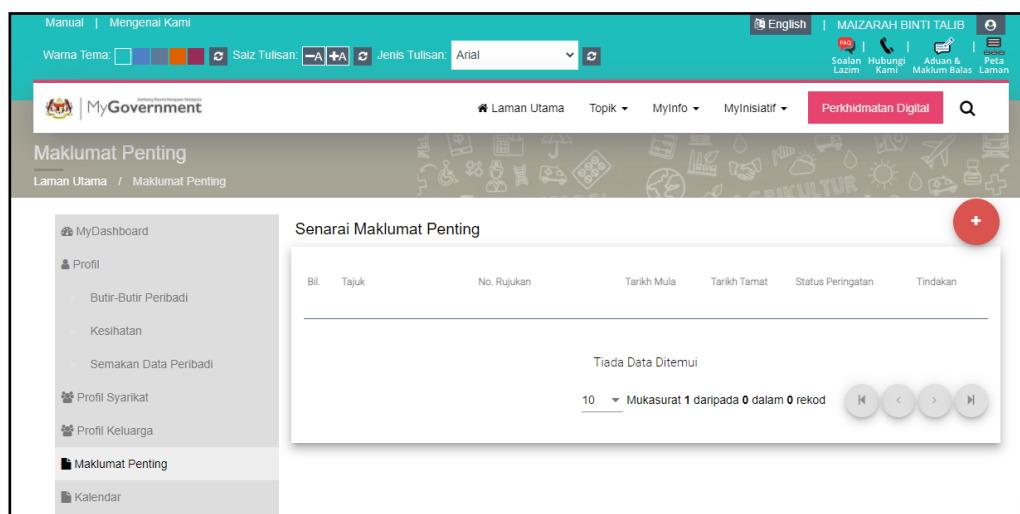 Manual | Mengenai Kami
English | MAIZARAH BINTI TALIB
Warna Tema: Saiz Tulisan: -A +A Jenis Tulisan: Arial
FAQ
Soalan Lazim
Hubungi Kami
Aduan & Maklum Balas
Peta Laman
MyGovernment
Laman Utama Topik MyInfo MyInisiatif Perkhidmatan Digital
Maklumat Penting
Laman Utama / Maklumat Penting
AGRIKULTUR
MyDashboard
Profil
Butir-Butir Peribadi
Kesihatan
Semakan Data Peribadi
Profil Syarikat
Profil Keluarga
Maklumat Penting
Kalendar
Senarai Maklumat Penting
+
Bil. Tajuk No. Rujukan Tarikh Mula Tarikh Tamat Status Peringatan Tindakan
Tiada Data Ditemui
10 Mukasurat 1 daripada 0 dalam 0 rekod